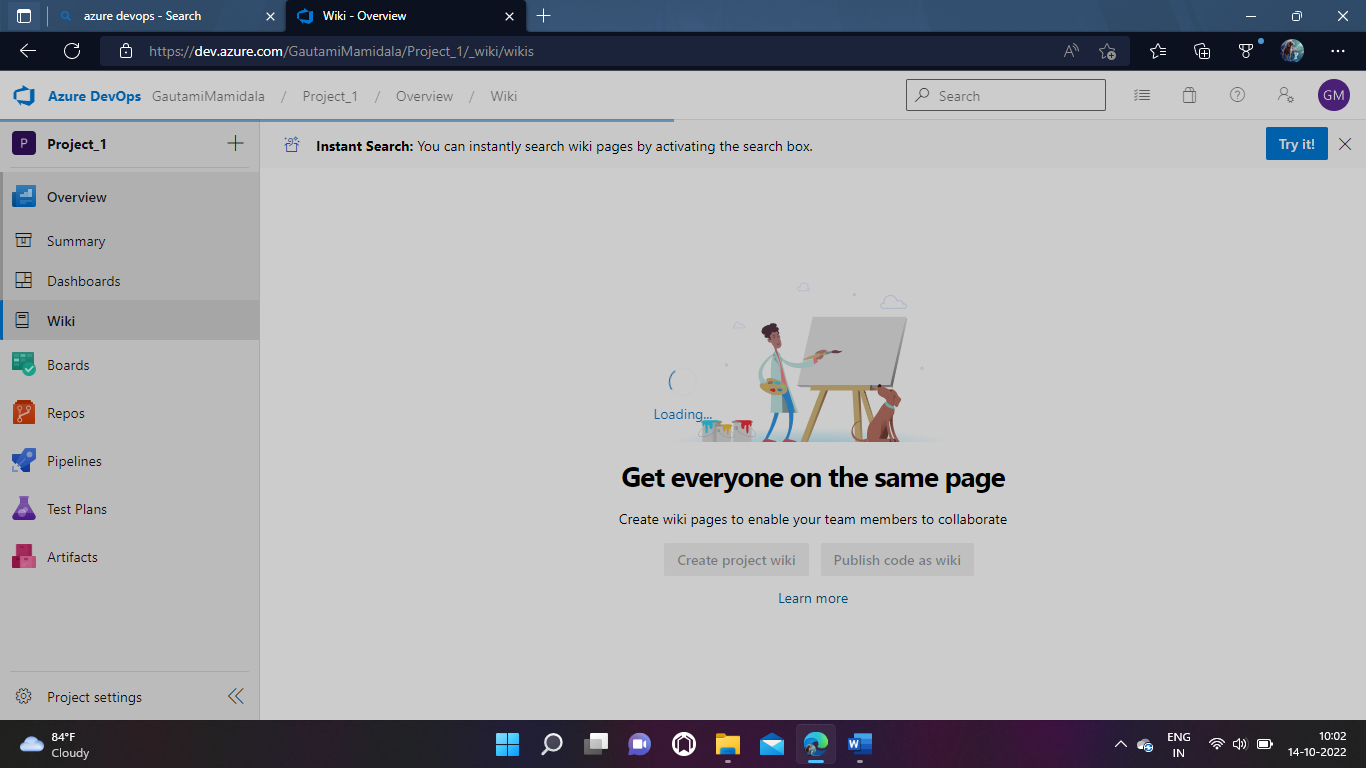 azure devops - Search
Wiki - Overview
https://dev.azure.com/GautamiMamidala/Project_1/_wiki/wikis
Azure DevOps GautamiMamidala / Project_1 / Overview / Wiki
Search
GM
P Project_1
Instant Search: You can instantly search wiki pages by activating the search box.
Try it!
Overview
Summary
Dashboards
Wiki
Boards
Repos
Pipelines
Test Plans
Artifacts
Loading...
Get everyone on the same page
Create wiki pages to enable your team members to collaborate
Create project wiki
Publish code as wiki
Learn more
Project settings
84°F
Cloudy
ENG
IN
10:02
14-10-2022